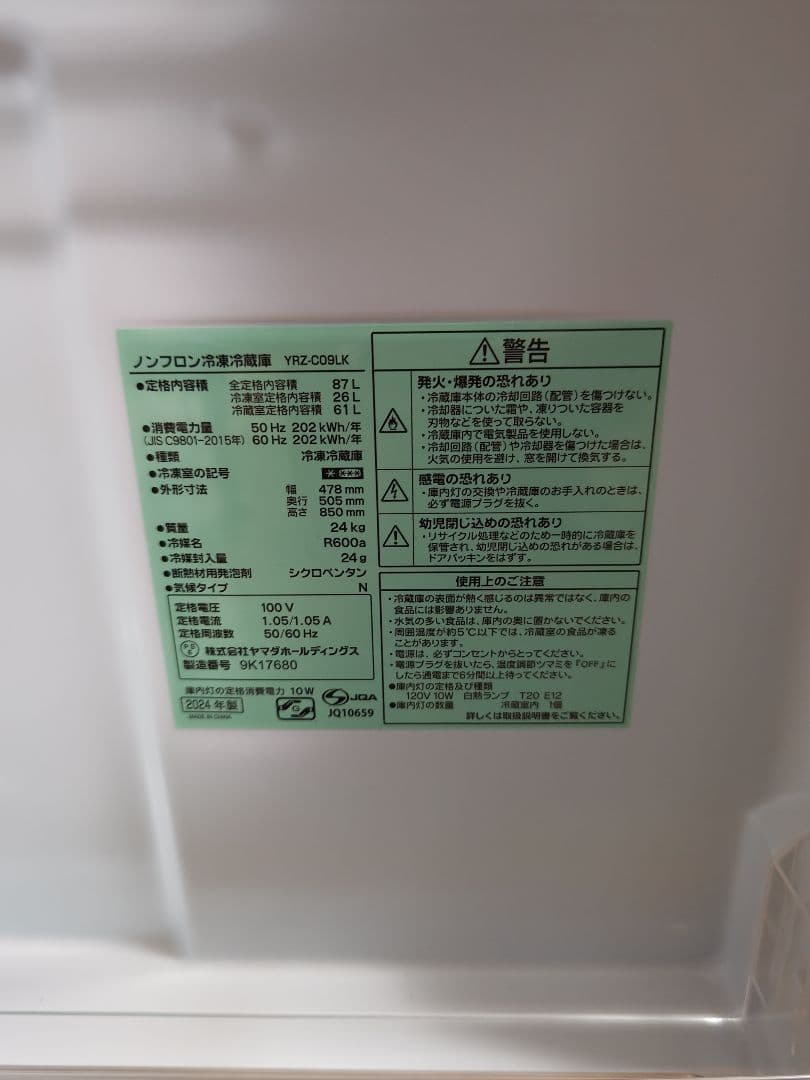 ノンフロン冷凍冷蔵庫 YRZ-C09LK
●定格内容積 全定格内容積 87 L
冷凍室定格内容積 26 L
冷蔵室定格内容積 61 L
●消費電力量 50 Hz 202 kWh/年
(JIS C9801-2015年) 60 Hz 202 kWh/年
●種類 冷凍冷蔵庫
●冷凍室の記号
●外形寸法 幅 478 mm
奥行 505 mm
高さ 850 mm
●質量 24 kg
●冷媒名 R600a
●冷媒封入量 24 g
●断熱材用発泡剤 シクロペンタン
●気候タイプ N
定格電圧 100 V
定格電流 1.05/1.05 A
定格周波数 50/60 Hz
PSE 株式会社ヤマダホールディングス
製造番号 9K17680
庫内灯の定格消費電力 10W
2024 年製
MADE IN CHINA
G
JQA
JQ10659
警告
発火・爆発の恐れあり
・冷蔵庫本体の冷却回路(配管)を傷つけない。
・冷却器についた霜や、凍りついた容器を
刃物などを使って取らない。
・冷蔵庫内で電気製品を使用しない。
・冷却回路(配管)や冷却器を傷つけた場合は、
火気の使用を避け、窓を開けて換気する。
感電の恐れあり
・庫内灯の交換や冷蔵庫のお手入れのときは、
必ず電源プラグを抜く。
幼児閉じ込めの恐れあり
・リサイクル処理などのため一時的に冷蔵庫を
保管され、幼児閉じ込めの恐れがある場合は、
ドアパッキンをはずす。
使用上のご注意
・冷蔵庫の表面が熱く感じるのは異常ではなく、庫内の
食品には影響ありません。
・水気の多い食品は、庫内の奥に置かないでください。
・周囲温度が約5℃以下では、冷蔵室の食品が凍る
ことがあります。
・電源は、必ずコンセントからとってください。
・電源プラグを抜いたら、温度調節ツマミを『OFF』に
したら通電まで6分間以上待ってください。
●庫内灯の定格及び種類
120V 10W 白熱ランプ T20 E12
●庫内灯の数量 冷蔵室内 1個
詳しくは取扱説明書をご覧ください。